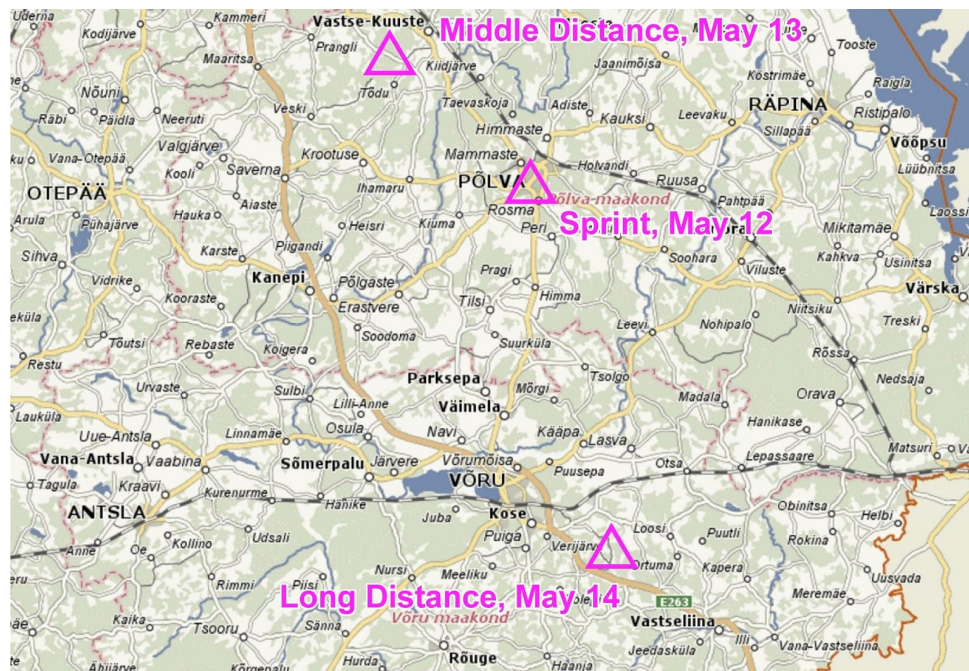 Vastse-Kuuste
Middle Distance, May 13
Kammeri
Kodijärve
Prangli
Maaritsa
Kiidjärve
Tooste
Jaanimõisa
Köstrimäe
Raigla
Nõuni
Tõdu
Taevaskoja
Adiste
RÄPINA
Räbi
Päidla
Neeruti
Veski
Kauksi
Leevaku
Ristipalo
Himmaste
Sillapää
Võõpsu
Valgjärve
Vana-Otepää
Krootuse
Mammaste
Holvandi
Lüübnitsa
Kooli
Saverna
Ihamaru
PÕLVA
Ruusa
OTEPÄÄ
Põlva-maakond
Pahtpää
Aiaste
Rosma
Laossi
Arula
Hauka
Kiuma
Sprint, May 12
Pühajärve
Heisri
Peri
Mikitamäe
Piigandi
Karste
Soohara
Kahkva
Usinitsa
Sihva
Viluste
Kanepi
Põlgaste
Pragi
Vidrike
Himma
Värska
Kooraste
Erastvere
Tilsi
Niitsiku
Leevi
Nohipalo
Treski
Tõutsi
Soodoma
Suurküla
Rebaste
Koigera
Restu
Rõssa
Parksepa
Tsolgo
Nedsaja
Urvaste
Sulbi
Mõrgi
Lilli-Anne
Väimela
Madala
Orava
Lauküla
Osula
Navi
Kääpa
Hanikase
Uue-Antsla
Linnamäe
Lasva
Matsuri
Vana-Antsla
Vaabina
Sõmerpalu
Järvere
Võrumõisa
Puusepa
Otsa
Lepassaare
Tagula
VÕRU
Kraavi
Kurenurme
Hänike
ANTSLA
Juba
Kose
Obinitsa
Helbi
Loosi
Puutli
Udsali
Puiga
Verijärv
Rokina
Anne
Oe
Kollino
Ortuma
Nursi
Meeliku
Kapera
Uusvada
Rimmi
Piisi
Long Distance, May 14
E263
Meremäe
Kaika
Sänna
Võru maakond
Vastseliina
Tsooru
Illi
Vana-Vastseliina
Rõuge
Jeedasküla
Ähijärve
Kõrgepalu
Hurda
Haanja